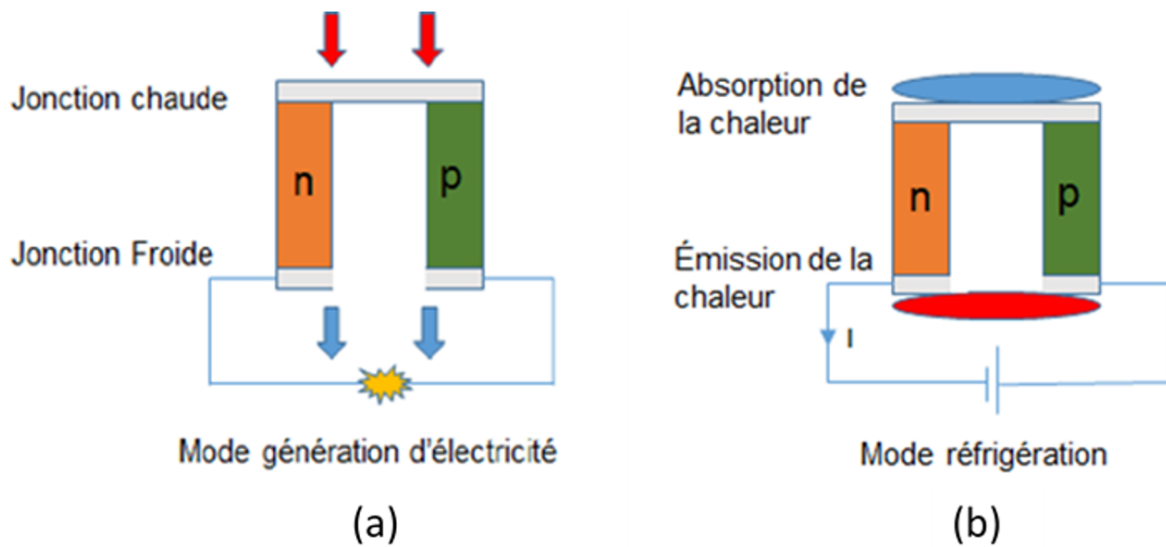 Jonction chaude
n
p
Jonction Froide
Mode génération d'électricité
(a)
Absorption de
la chaleur
n
p
Émission de la
chaleur
I
Mode réfrigération
(b)